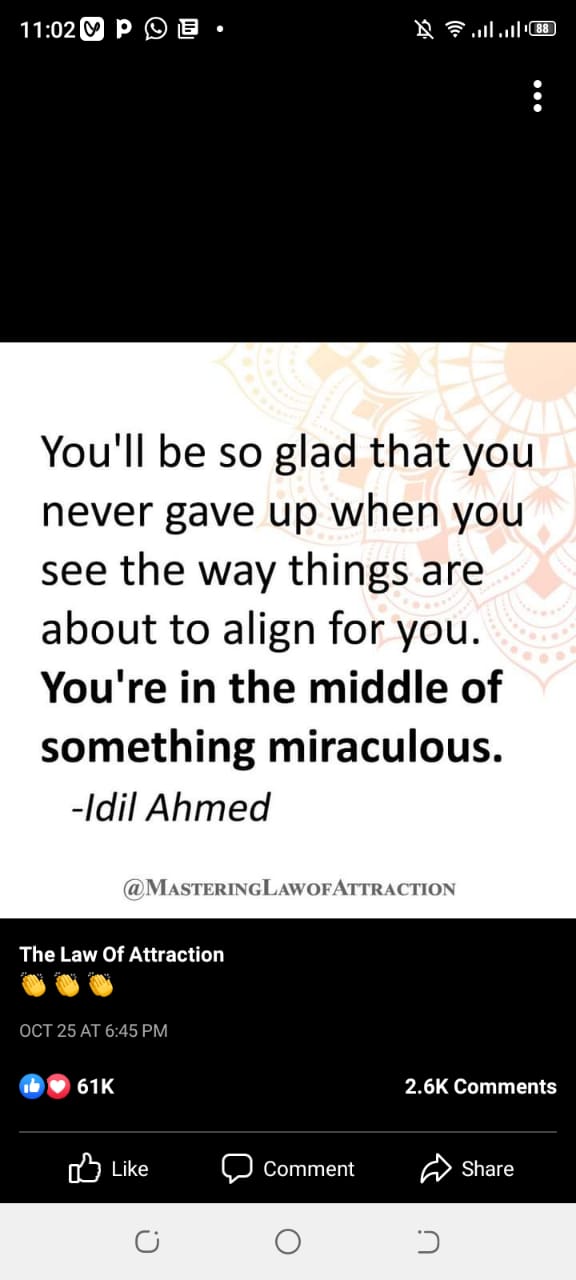 11:02
88
You'll be so glad that you
never gave up when you
see the way things are
about to align for you.
You're in the middle of
something miraculous.
-Idil Ahmed
@MasteringLawofAttraction
The Law Of Attraction
👏 👏 👏
OCT 25 AT 6:45 PM
61K 2.6K Comments
Like Comment Share